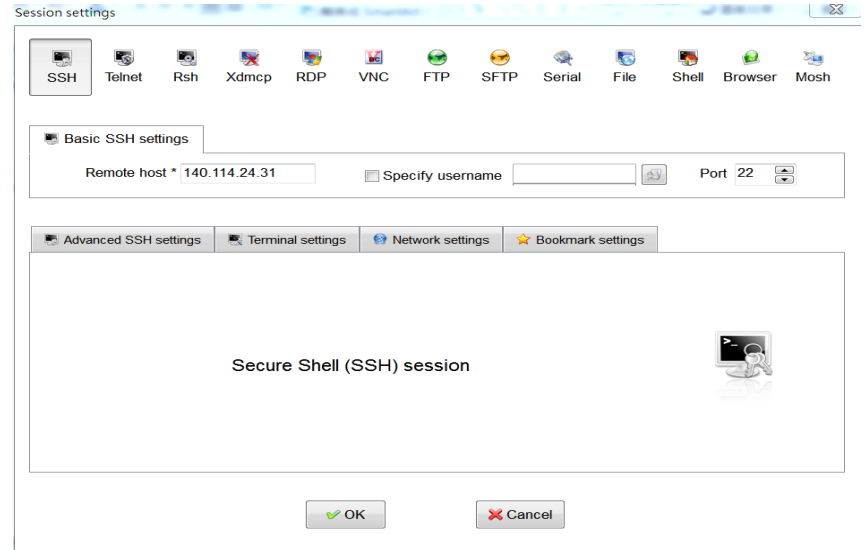 Session settings
SSH Telnet Rsh Xdmcp RDP VNC FTP SFTP Serial File Shell Browser Mosh
Basic SSH settings
Remote host * 140.114.24.31 Specify username Port 22
Advanced SSH settings Terminal settings Network settings Bookmark settings
Secure Shell (SSH) session
OK Cancel